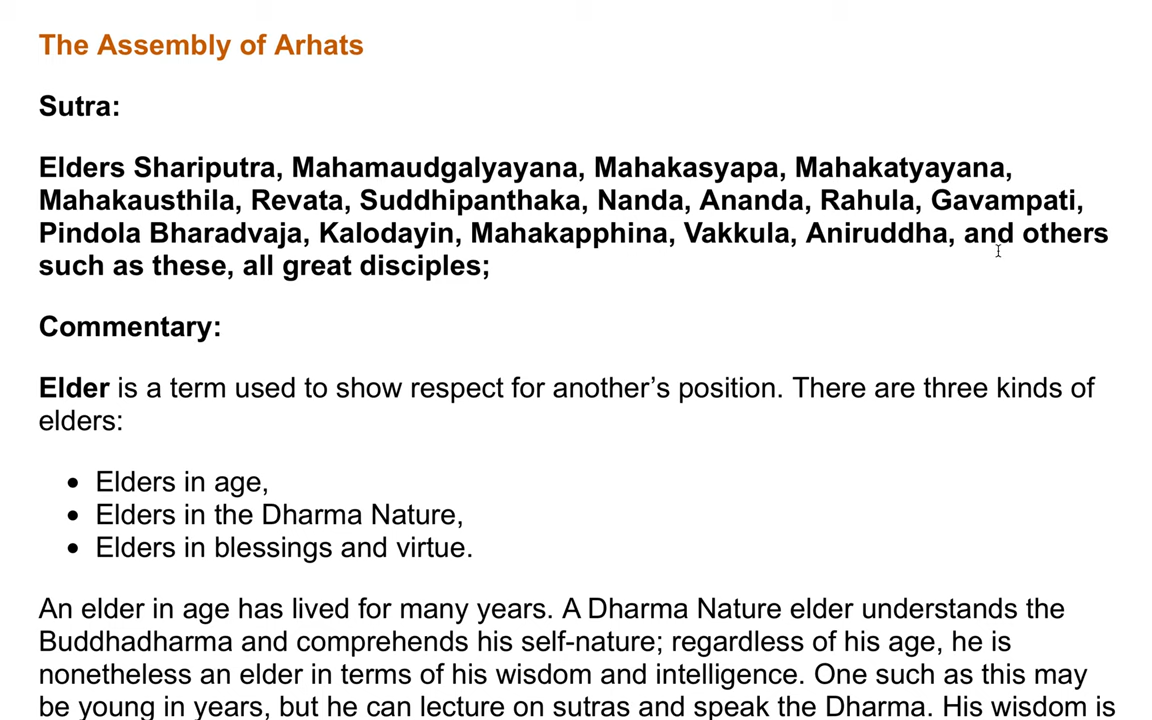 The Assembly of Arhats
Sutra:
Elders Shariputra, Mahamaudgalyayana, Mahakasyapa, Mahakatyayana,
Mahakausthila, Revata, Suddhipanthaka, Nanda, Ananda, Rahula, Gavampati,
Pindola Bharadvaja, Kalodayin, Mahakapphina, Vakkula, Aniruddha, and others
such as these, all great disciples;
Commentary:
Elder is a term used to show respect for another’s position. There are three kinds of
elders:
• Elders in age,
• Elders in the Dharma Nature,
• Elders in blessings and virtue.
An elder in age has lived for many years. A Dharma Nature elder understands the
Buddhadharma and comprehends his self-nature; regardless of his age, he is
nonetheless an elder in terms of his wisdom and intelligence. One such as this may
be young in years, but he can lecture on sutras and speak the Dharma. His wisdom is